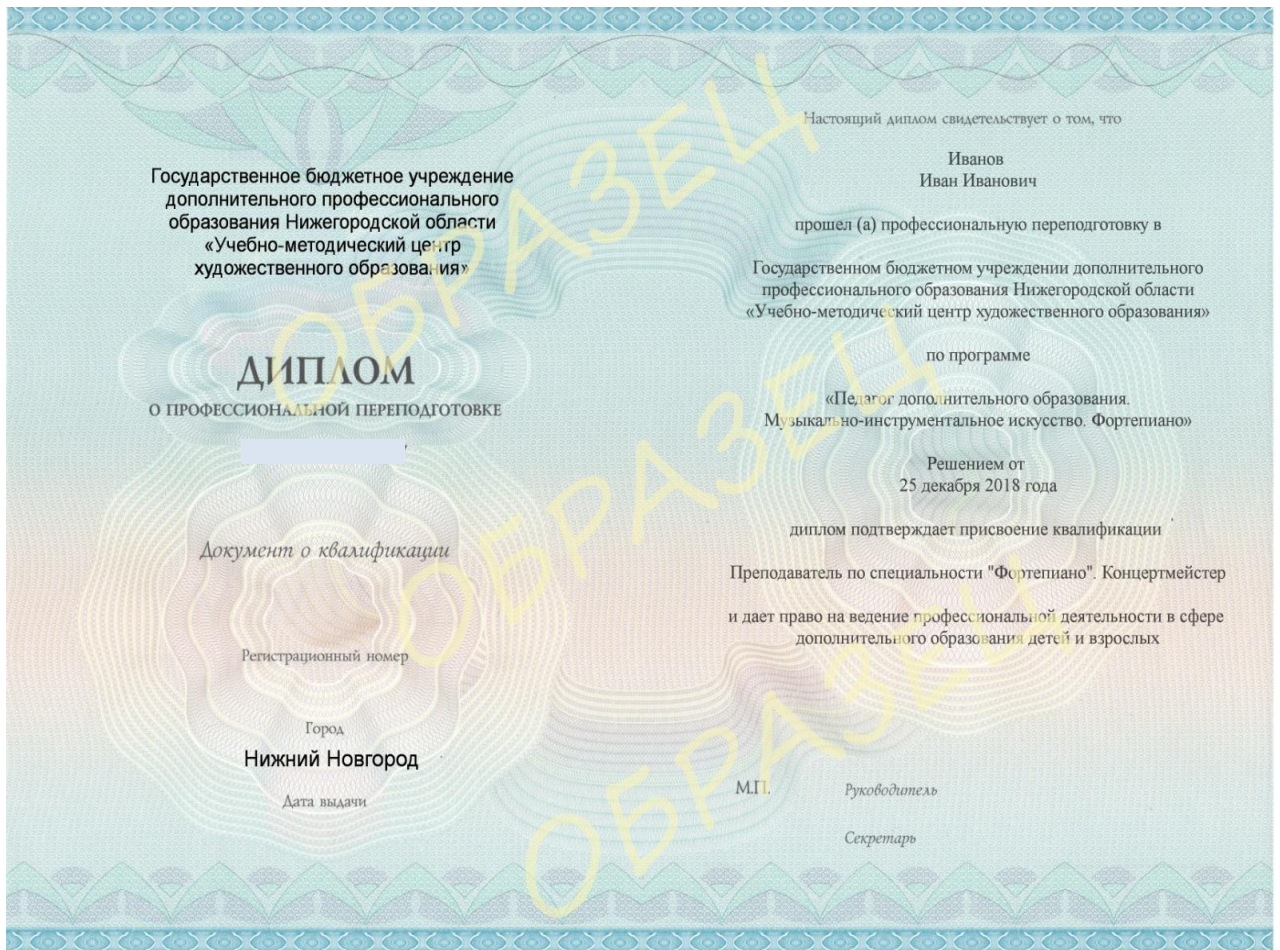 Государственное бюджетное учреждение
дополнительного профессионального
образования Нижегородской области
«Учебно-методический центр
художественного образования»
ДИПЛОМ
О ПРОФЕССИОНАЛЬНОЙ ПЕРЕПОДГОТОВКЕ
Документ о квалификации
Регистрационный номер
Город
Нижний Новгород
Дата выдачи
Настоящий диплом свидетельствует о том, что
Иванов
Иван Иванович
прошел (а) профессиональную переподготовку в
Государственном бюджетном учреждении дополнительного
профессионального образования Нижегородской области
«Учебно-методический центр художественного образования»
по программе
«Педагог дополнительного образования.
Музыкально-инструментальное искусство. Фортепиано»
Решением от
25 декабря 2018 года
диплом подтверждает присвоение квалификации
Преподаватель по специальности "Фортепиано". Концертмейстер
и дает право на ведение профессиональной деятельности в сфере
дополнительного образования детей и взрослых
М.П.
Руководитель
Секретарь
ОБРАЗЕЦ
ОБРАЗЕЦ
ОБРАЗЕЦ